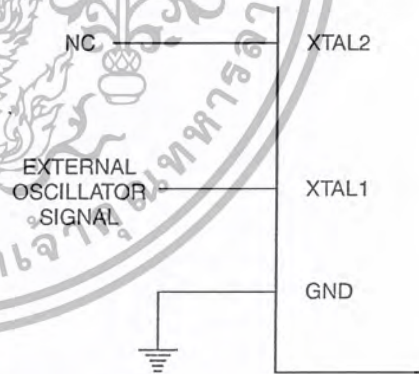 NC
XTAL2
EXTERNAL
OSCILLATOR
SIGNAL
XTAL1
GND